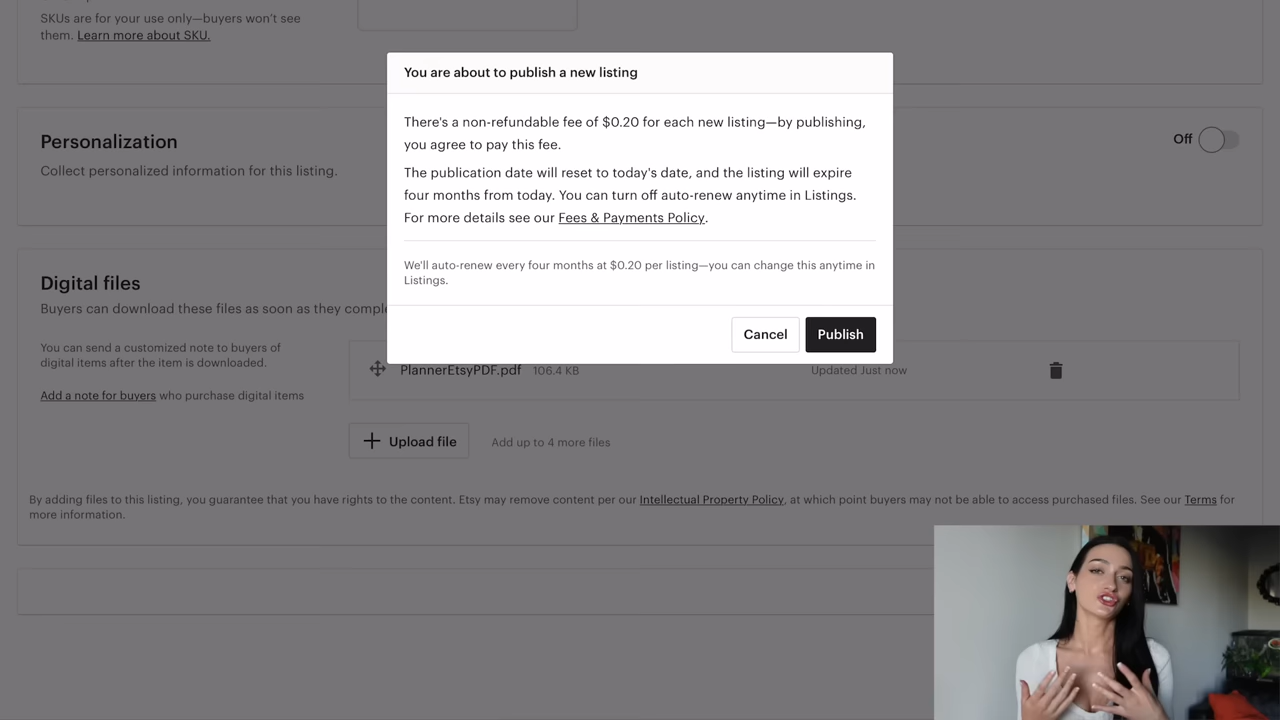 SKUs are for your use only—buyers won't see
them. Learn more about SKU.
You are about to publish a new listing
There's a non-refundable fee of $0.20 for each new listing—by publishing,
you agree to pay this fee.
The publication date will reset to today's date, and the listing will expire
four months from today. You can turn off auto-renew anytime in Listings.
For more details see our Fees & Payments Policy.
We'll auto-renew every four months at $0.20 per listing—you can change this anytime in
Listings.
Cancel
Publish
Personalization
Collect personalized information for this listing.
Off
Digital files
Buyers can download these files as soon as they
You can send a customized note to buyers of
digital items after the item is downloaded.
Add a note for buyers who purchase digital items
PlannerEtsyPDF.pdf 106.4 KB Updated Just now
Upload file
Add up to 4 more files
By adding files to this listing, you guarantee that you have rights to the content. Etsy may remove content per our Intellectual Property Policy, at which point buyers may not be able to access purchased files. See our Terms for
more information.